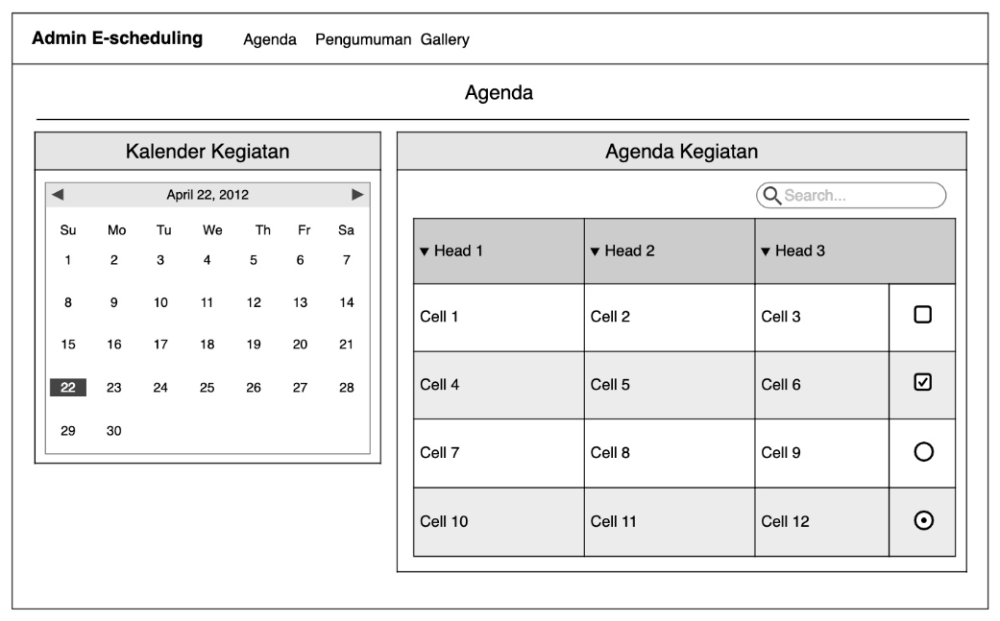 Admin E-scheduling Agenda Pengumuman Gallery
Agenda
Kalender Kegiatan
April 22, 2012
Su Mo Tu We Th Fr Sa
1 2 3 4 5 6 7
8 9 10 11 12 13 14
15 16 17 18 19 20 21
22 23 24 25 26 27 28
29 30
Agenda Kegiatan
Search...
Head 1 Head 2 Head 3
Cell 1 Cell 2 Cell 3
Cell 4 Cell 5 Cell 6
Cell 7 Cell 8 Cell 9
Cell 10 Cell 11 Cell 12